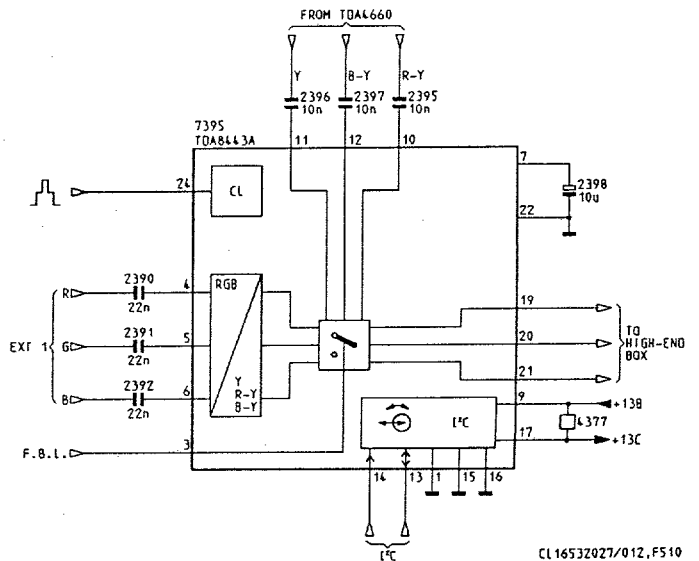 FROM TDA4660
Y B-Y R-Y
2396 2397 2395
10n 10n 10n
7395
TDA8443A
11 12 10
7
24
CL
2398
10u
22
2390
R 4 RGB
22n
19
2391
EXT 1 G 5
22n
20
TO
HIGH-END
BOX
2392
B 6
22n
21
Y
R-Y
B-Y
9 +13B
I²C
4377
F.B.L. 3
17 +13C
14 13 1 15 16
I²C
CL16532027/012,F510